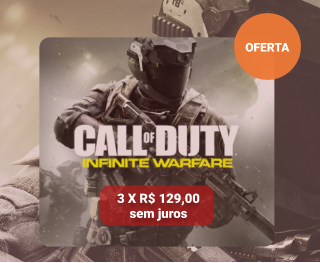 OFERTA
CALL OF DUTY
INFINITE WARFARE
3 X R$ 129,00
sem juros